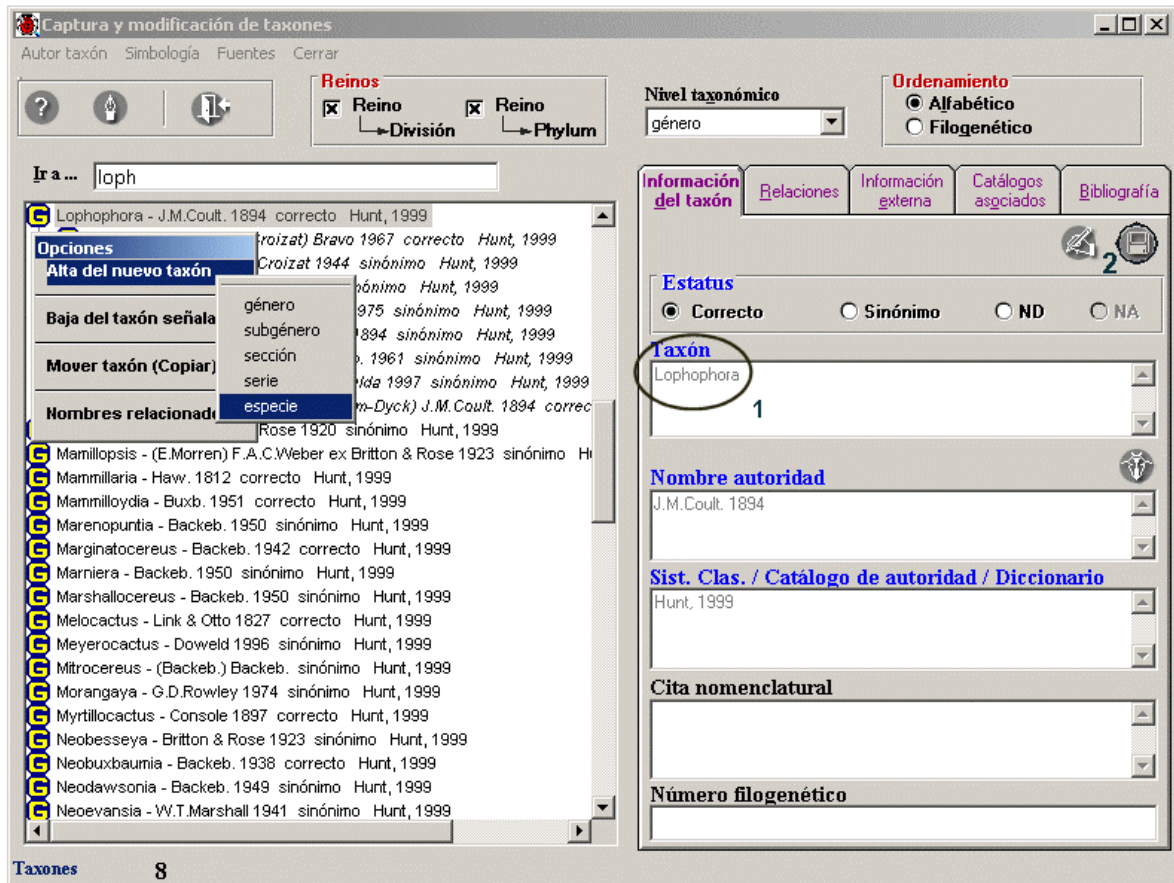 Captura y modificación de taxones
Autor taxón Simbología Fuentes Cerrar
?
Reinos
Reino División
Reino Phylum
Nivel taxonómico
género
Ordenamiento
Alfabético
Filogenético
Ir a ...
loph
G Lophophora - J.M.Coult. 1894 correcto Hunt, 1999
Croizat) Bravo 1967 correcto Hunt, 1999
Croizat 1944 sinónimo Hunt, 1999
sinónimo Hunt, 1999
1975 sinónimo Hunt, 1999
1894 sinónimo Hunt, 1999
. 1961 sinónimo Hunt, 1999
1997 sinónimo Hunt, 1999
m-Dyck) J.M.Coult. 1894 correc
Rose 1920 sinónimo Hunt, 1999
G Mamillopsis - (E.Morren) F.A.C.Weber ex Britton & Rose 1923 sinónimo H
G Mammillaria - Haw. 1812 correcto Hunt, 1999
G Mammilloydia - Buxb. 1951 correcto Hunt, 1999
G Marenopuntia - Backeb. 1950 sinónimo Hunt, 1999
G Marginatocereus - Backeb. 1942 correcto Hunt, 1999
G Marniera - Backeb. 1950 sinónimo Hunt, 1999
G Marshallocereus - Backeb. 1950 sinónimo Hunt, 1999
G Melocactus - Link & Otto 1827 correcto Hunt, 1999
G Meyerocactus - Doweld 1996 sinónimo Hunt, 1999
G Mitrocereus - (Backeb.) Backeb. sinónimo Hunt, 1999
G Morangaya - G.D.Rowley 1974 sinónimo Hunt, 1999
G Myrtillocactus - Console 1897 correcto Hunt, 1999
G Neobesseya - Britton & Rose 1923 sinónimo Hunt, 1999
G Neobuxbaumia - Backeb. 1938 correcto Hunt, 1999
G Neodawsonia - Backeb. 1949 sinónimo Hunt, 1999
G Neoevansia - W.T.Marshall 1941 sinónimo Hunt, 1999
Opciones
Alta del nuevo taxón
Baja del taxón señala
Mover taxón (Copiar)
Nombres relacionado
género
subgénero
sección
serie
especie
Información del taxón
Relaciones
Información externa
Catálogos asociados
Bibliografía
2
Estatus
Correcto Sinónimo ND NA
Taxón
Lophophora
1
Nombre autoridad
J.M.Coult. 1894
Sist. Clas. / Catálogo de autoridad / Diccionario
Hunt, 1999
Cita nomenclatural
Número filogenético
Taxones 8